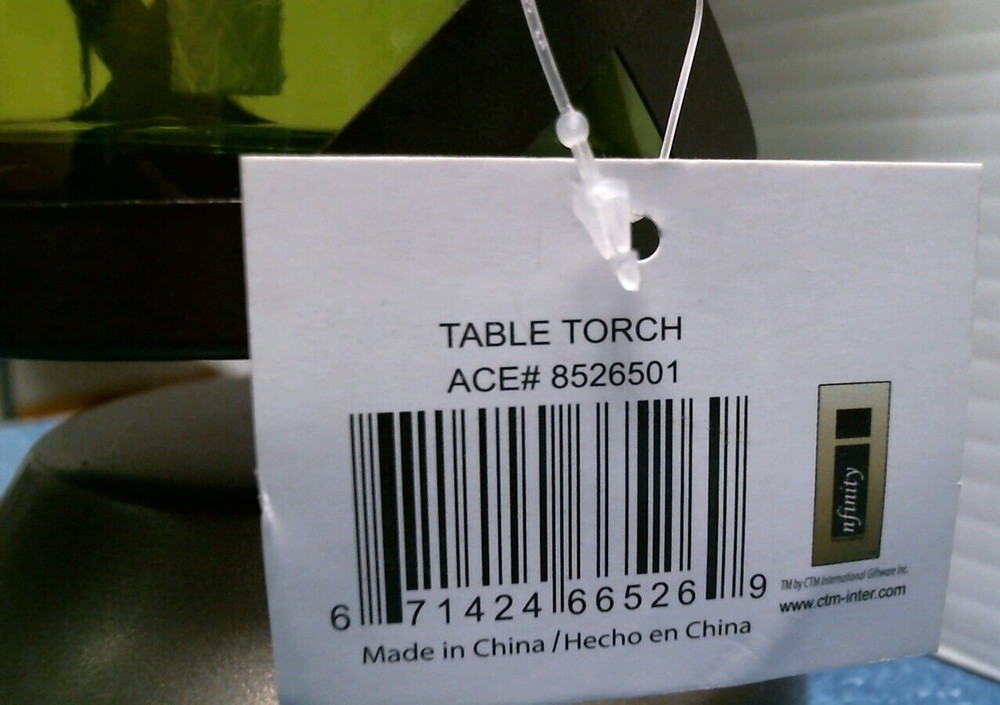 TABLE TORCH
ACE# 8526501
6 71424 66526 9
Made in China / Hecho en China
nfinity
TM by CTM International Giftware Inc.
www.ctm-inter.com